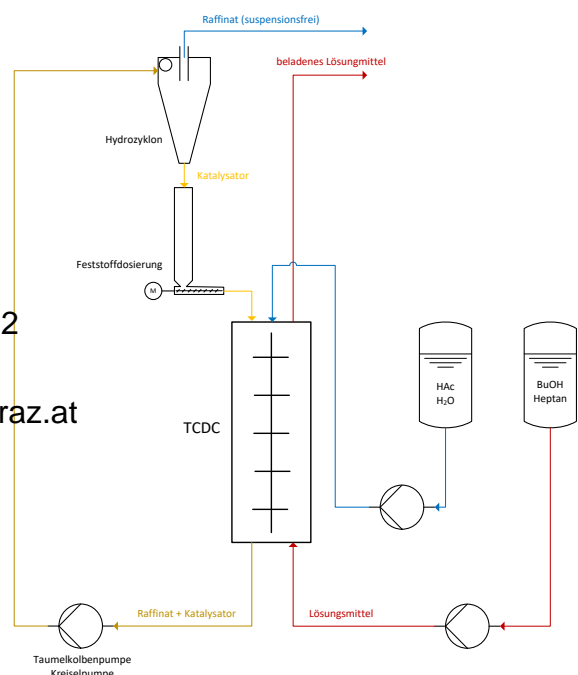 Raffinat (suspensionsfrei)
beladenes Lösungmittel
Hydrozyklon
Katalysator
Feststoffdosierung
M
2
raz.at
TCDC
HAc
H₂O
BuOH
Heptan
Raffinat + Katalysator
Lösungsmittel
Taumelkolbenpumpe
Kreiselpumpe